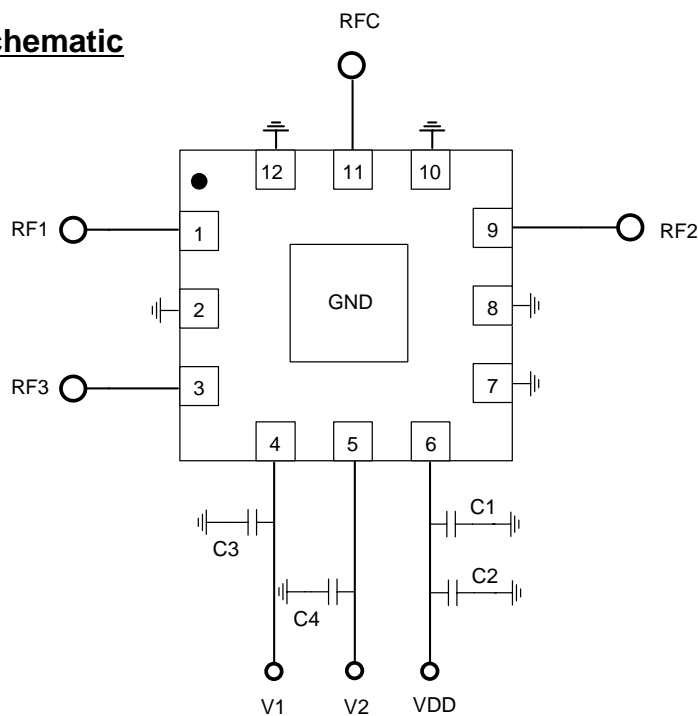 chematic
RFC
12
11
10
RF1
1
9
RF2
2
GND
8
RF3
3
7
4
5
6
C1
C3
C2
C4
V1
V2
VDD